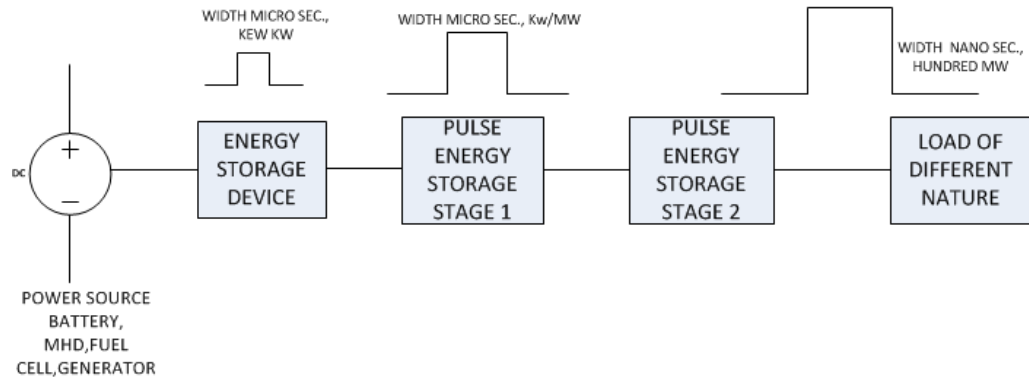 WIDTH MICRO SEC.,
KEW KW
WIDTH MICRO SEC., Kw/MW
WIDTH NANO SEC.,
HUNDRED MW
DC
+
–
ENERGY
STORAGE
DEVICE
PULSE
ENERGY
STORAGE
STAGE 1
PULSE
ENERGY
STORAGE
STAGE 2
LOAD OF
DIFFERENT
NATURE
POWER SOURCE
BATTERY,
MHD,FUEL
CELL,GENERATOR